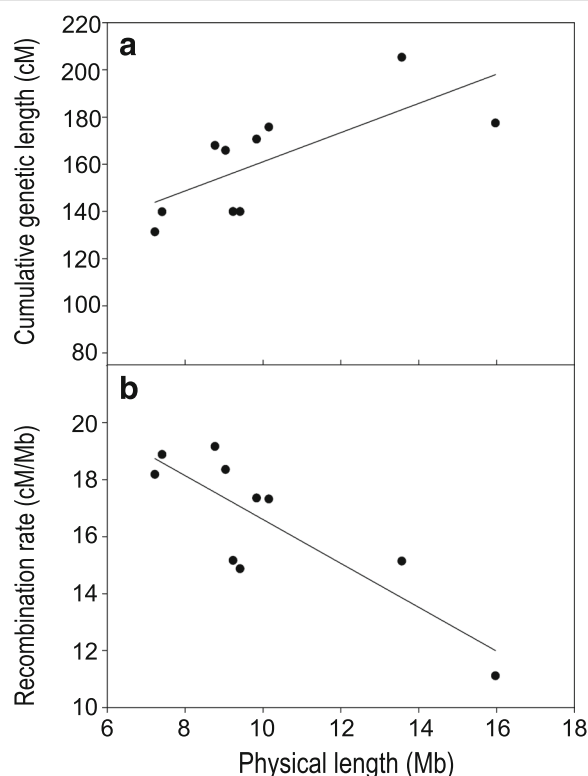 a
Cumulative genetic length (cM)
220
200
180
160
140
120
100
80
b
Recombination rate (cM/Mb)
20
18
16
14
12
10
6 8 10 12 14 16 18
Physical length (Mb)